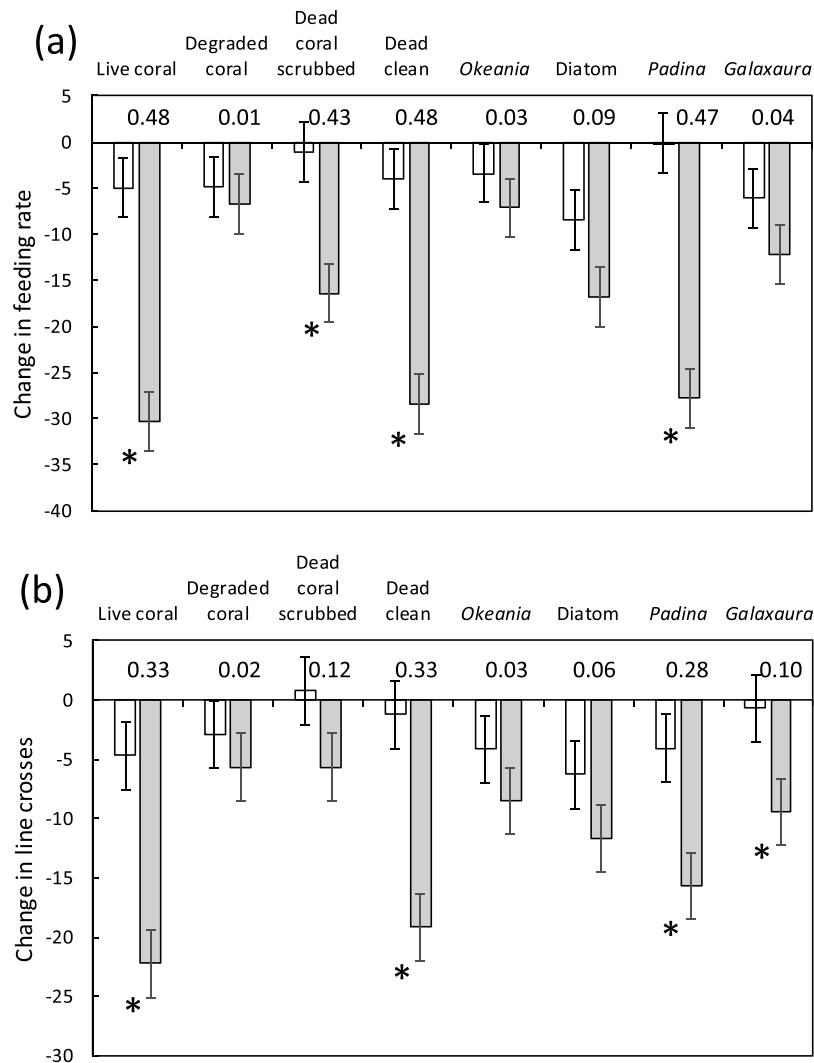 (a)
Live coral
Degraded
coral
Dead
coral
scrubbed
Dead
clean
Okeania
Diatom
Padina
Galaxaura
5
0
-5
-10
-15
-20
-25
-30
-35
-40
Change in feeding rate
0.48
0.01
0.43
0.48
0.03
0.09
0.47
0.04
*
*
*
*
(b)
Live coral
Degraded
coral
Dead
coral
scrubbed
Dead
clean
Okeania
Diatom
Padina
Galaxaura
5
0
-5
-10
-15
-20
-25
-30
Change in line crosses
0.33
0.02
0.12
0.33
0.03
0.06
0.28
0.10
*
*
*
*